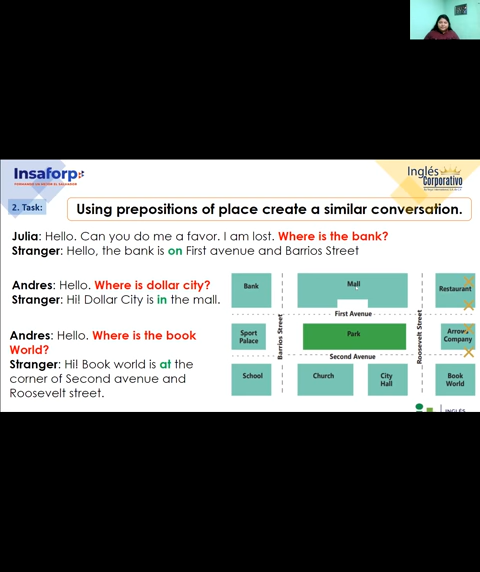 Insaforp
Inglés
Corporativo
2. Task:
Using prepositions of place create a similar conversation.
Julia: Hello. Can you do me a favor. I am lost. Where is the bank?
Stranger: Hello, the bank is on First avenue and Barrios Street
Andres: Hello. Where is dollar city?
Stranger: Hi! Dollar City is in the mall.
Andres: Hello. Where is the book
World?
Stranger: Hi! Book world is at the
corner of Second avenue and
Roosevelt street.
Bank
Mall
Restaurant
First Avenue
Sport
Palace
Barrios Street
Park
Roosevelt Street
Arrow
Company
Second Avenue
School
Church
City
Hall
Book
World
INGLÉS